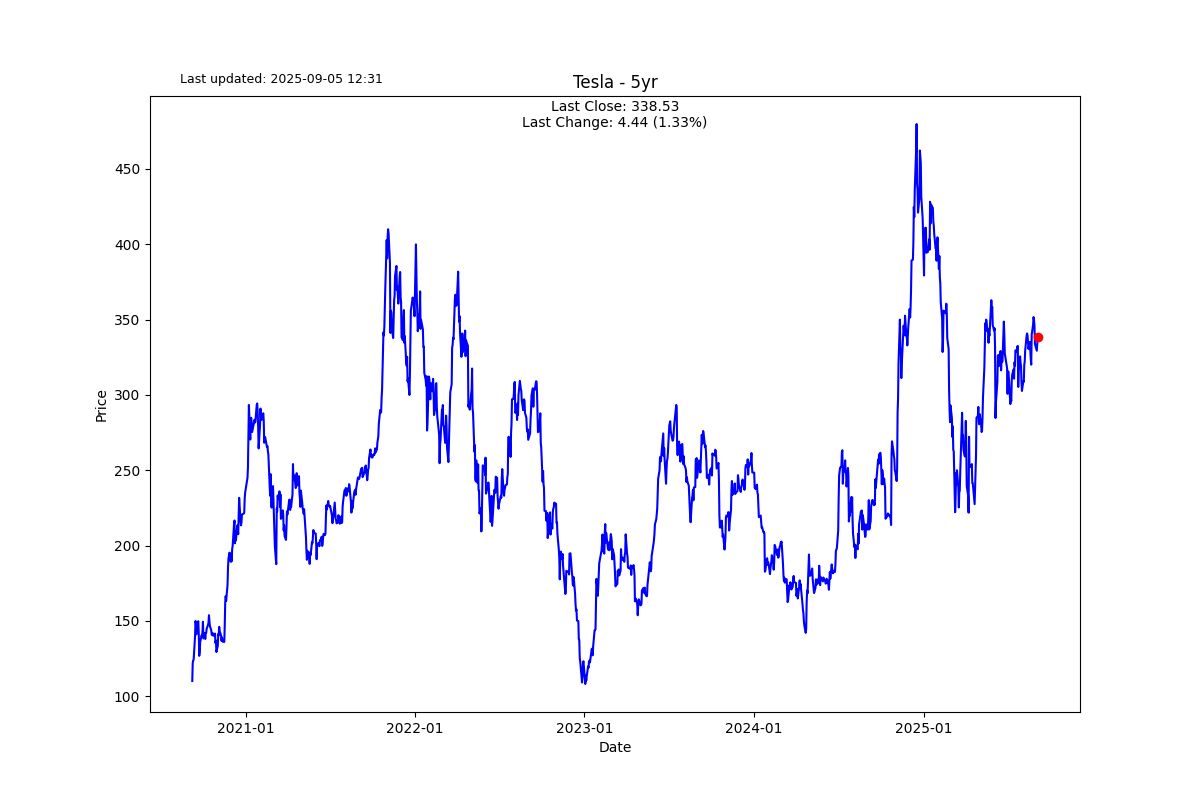 Last updated: 2025-09-05 12:31
Tesla - 5yr
Last Close: 338.53
Last Change: 4.44 (1.33%)
450
400
350
300
250
200
150
100
Price
2021-01 2022-01 2023-01 2024-01 2025-01
Date